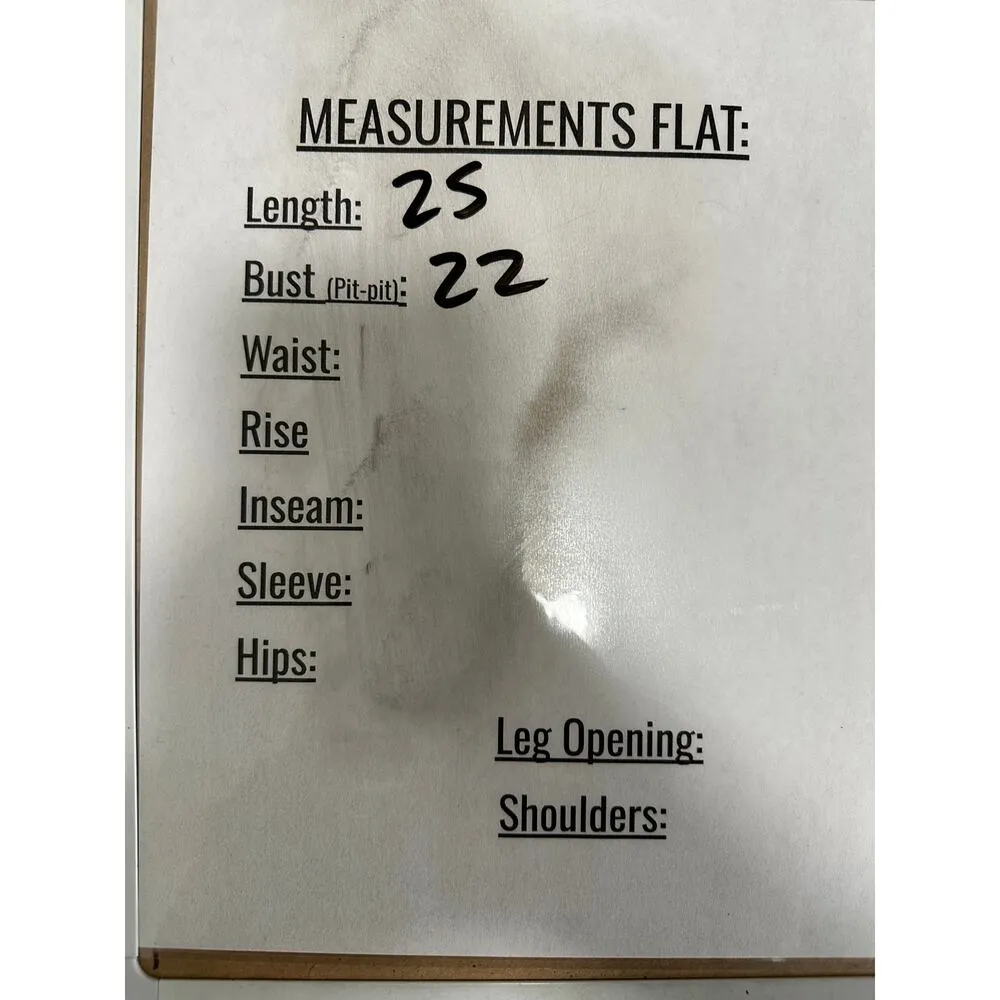 MEASUREMENTS FLAT:
Length: 25
Bust (Pit-pit): 22
Waist:
Rise
Inseam:
Sleeve:
Hips:
Leg Opening:
Shoulders: